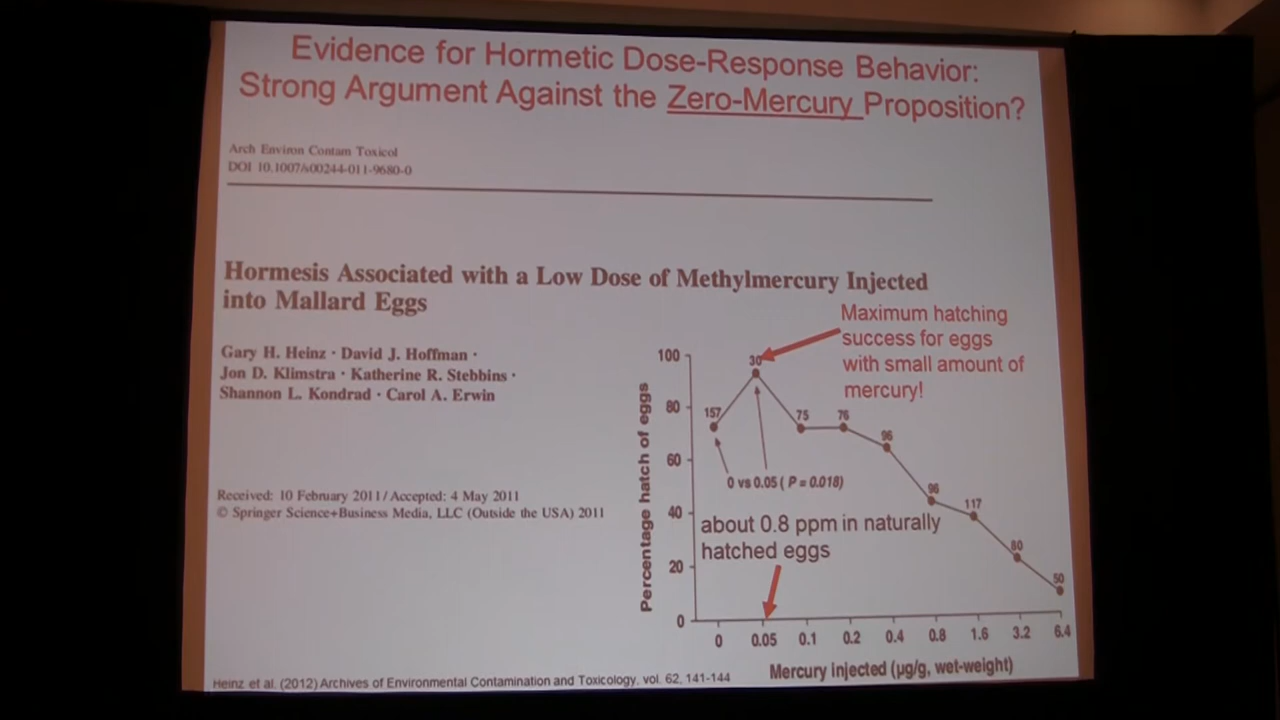 Evidence for Hormetic Dose-Response Behavior:
Strong Argument Against the Zero-Mercury Proposition?
Arch Environ Contam Toxicol
DOI 10.1007/s00244-011-9680-0
Hormesis Associated with a Low Dose of Methylmercury Injected
into Mallard Eggs
Gary H. Heinz · David J. Hoffman ·
Jon D. Klimstra · Katherine R. Stebbins ·
Shannon L. Kondrad · Carol A. Erwin
Received: 10 February 2011 / Accepted: 4 May 2011
© Springer Science+Business Media, LLC (Outside the USA) 2011
Maximum hatching
success for eggs
with small amount of
mercury!
Percentage hatch of eggs
100
80
60
40
20
0
157
30
75
76
96
96
117
80
50
0 vs 0.05 ( P = 0.018)
about 0.8 ppm in naturally
hatched eggs
0 0.05 0.1 0.2 0.4 0.8 1.6 3.2 6.4
Mercury injected (µg/g, wet-weight)
Heinz et al. (2012) Archives of Environmental Contamination and Toxicology, vol. 62, 141-144